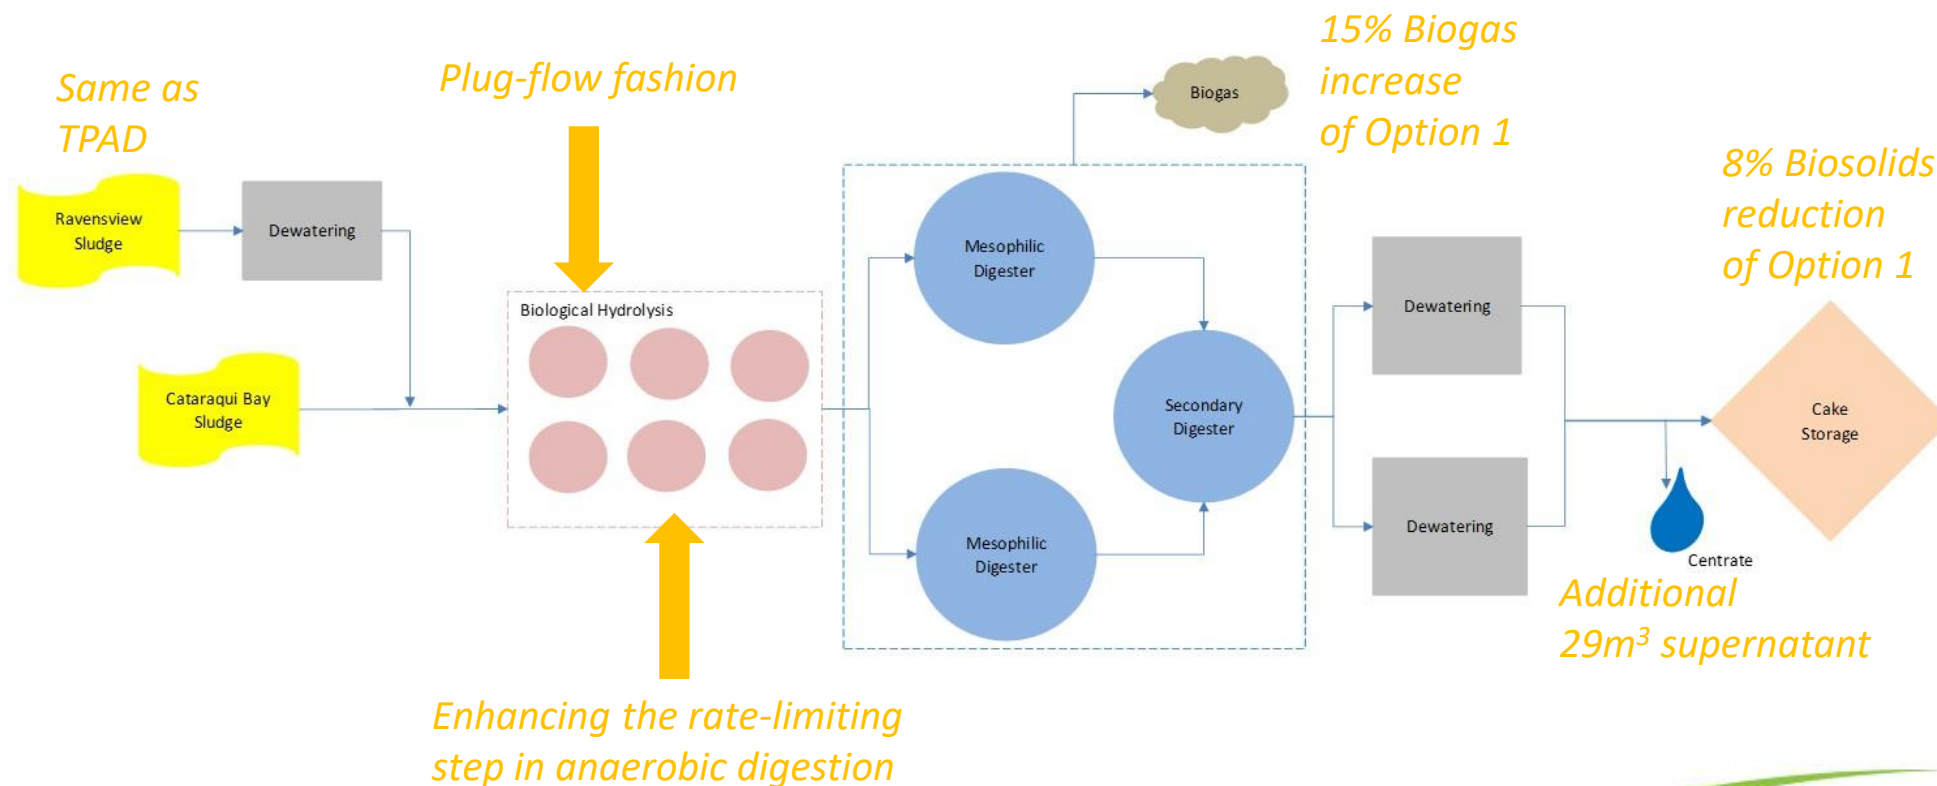 Same as
TPAD
Plug-flow fashion
15% Biogas
increase
of Option 1
Biogas
8% Biosolids
reduction
of Option 1
Ravensview
Sludge
Dewatering
Cataraqui Bay
Sludge
Biological Hydrolysis
Mesophilic
Digester
Secondary
Digester
Mesophilic
Digester
Dewatering
Dewatering
Cake
Storage
Centrate
Additional
29m³ supernatant
Enhancing the rate-limiting
step in anaerobic digestion